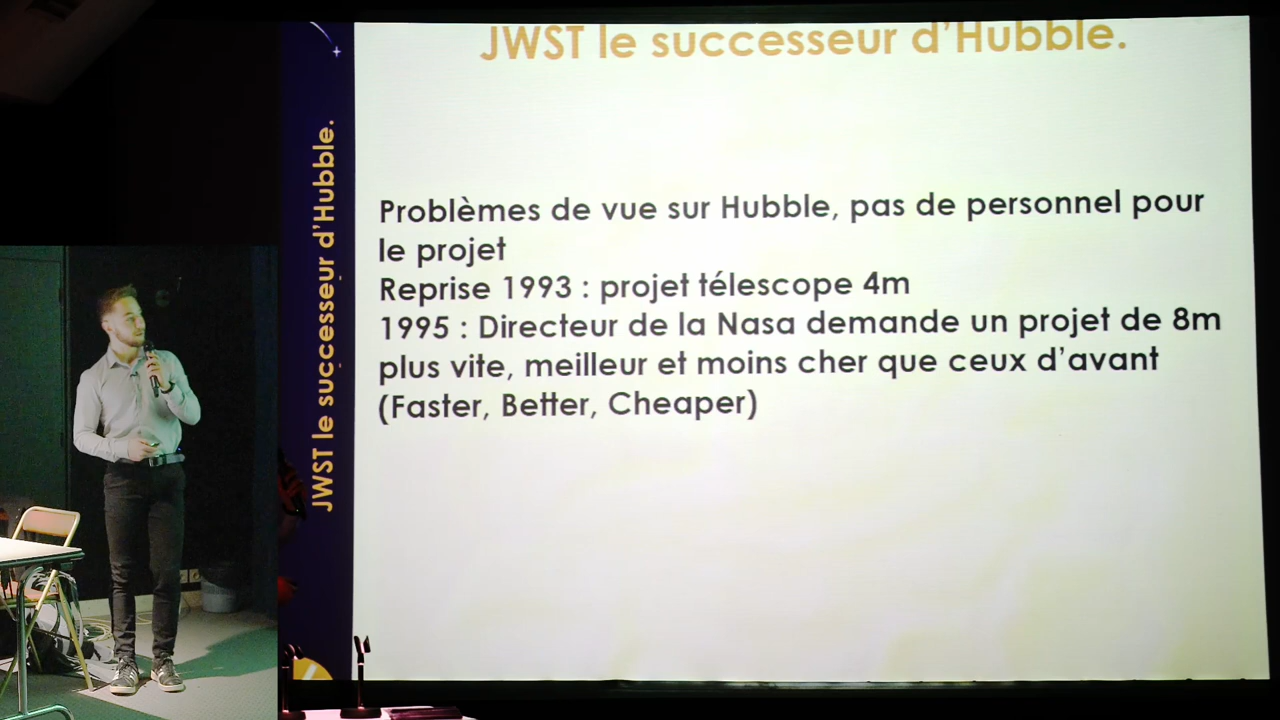 JWST le successeur d'Hubble.
JWST le successeur d'Hubble.
Problèmes de vue sur Hubble, pas de personnel pour
le projet
Reprise 1993 : projet télescope 4m
1995 : Directeur de la Nasa demande un projet de 8m
plus vite, meilleur et moins cher que ceux d'avant
(Faster, Better, Cheaper)